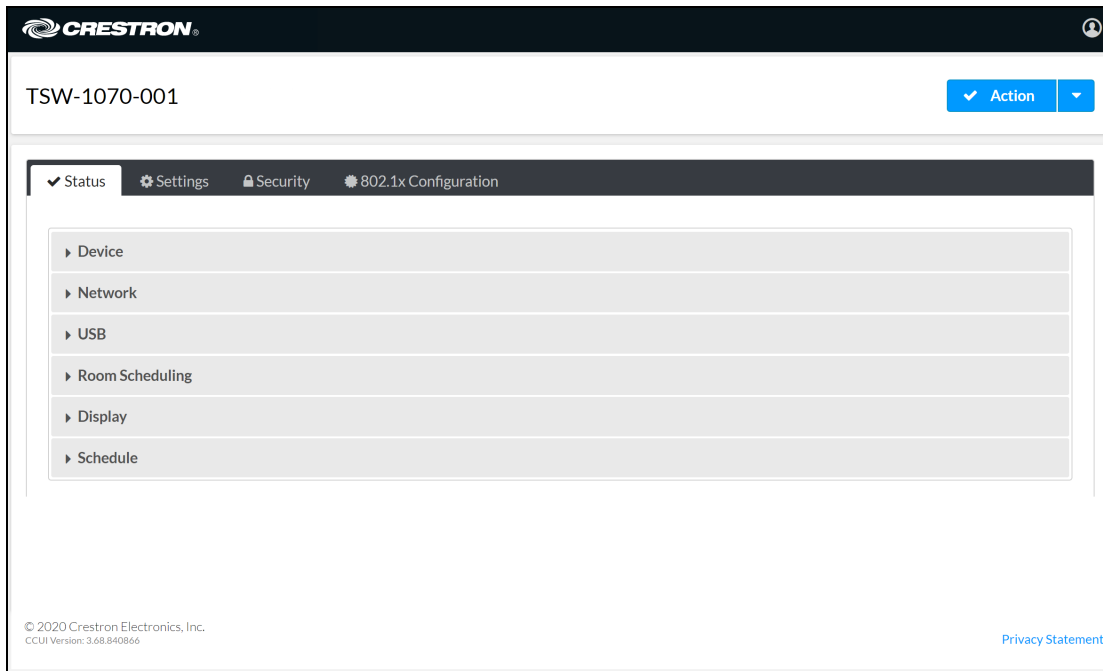 CRESTRON®
TSW-1070-001
Action
Status Settings Security 802.1x Configuration
Device
Network
USB
Room Scheduling
Display
Schedule
© 2020 Crestron Electronics, Inc.
CCUI Version: 3.68.840866
Privacy Statement